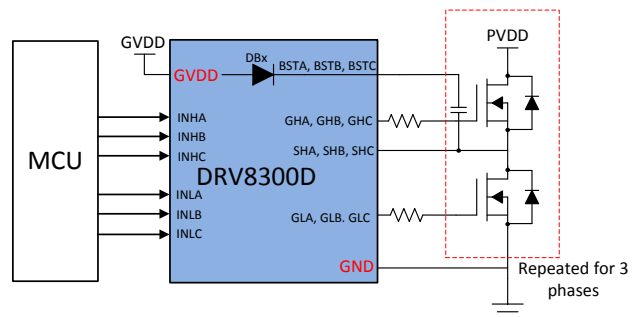 GVDD
PVDD
DBx
GVDD
BSTA, BSTB, BSTC
INHA
GHA, GHB, GHC
INHB
INHC
SHA, SHB, SHC
MCU
DRV8300D
INLA
INLB
GLA, GLB. GLC
INLC
GND
Repeated for 3
phases